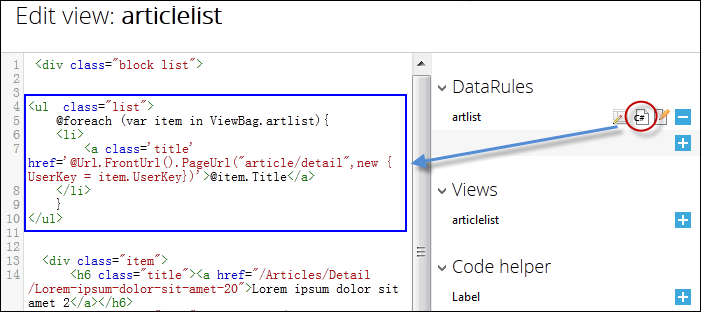 Edit view: articlelist
1 <div class="block list">
2
3
4 <ul  class="list">
5 @foreach (var item in ViewBag.artlist){
6 <li>
7 <a class='title'
href='@Url.FrontUrl().PageUrl("article/detail",new {
UserKey = item.UserKey})'>@item.Title</a>
8 </li>
9 }
10 </ul>
11
12
13 <div class="item">
14 <h6 class="title"><a href="/Articles/Detail
/Lorem-ipsum-dolor-sit-amet-20">Lorem ipsum dolor sit
amet 2</a></h6>
DataRules
artlist C#
Views
articlelist
Code helper
Label